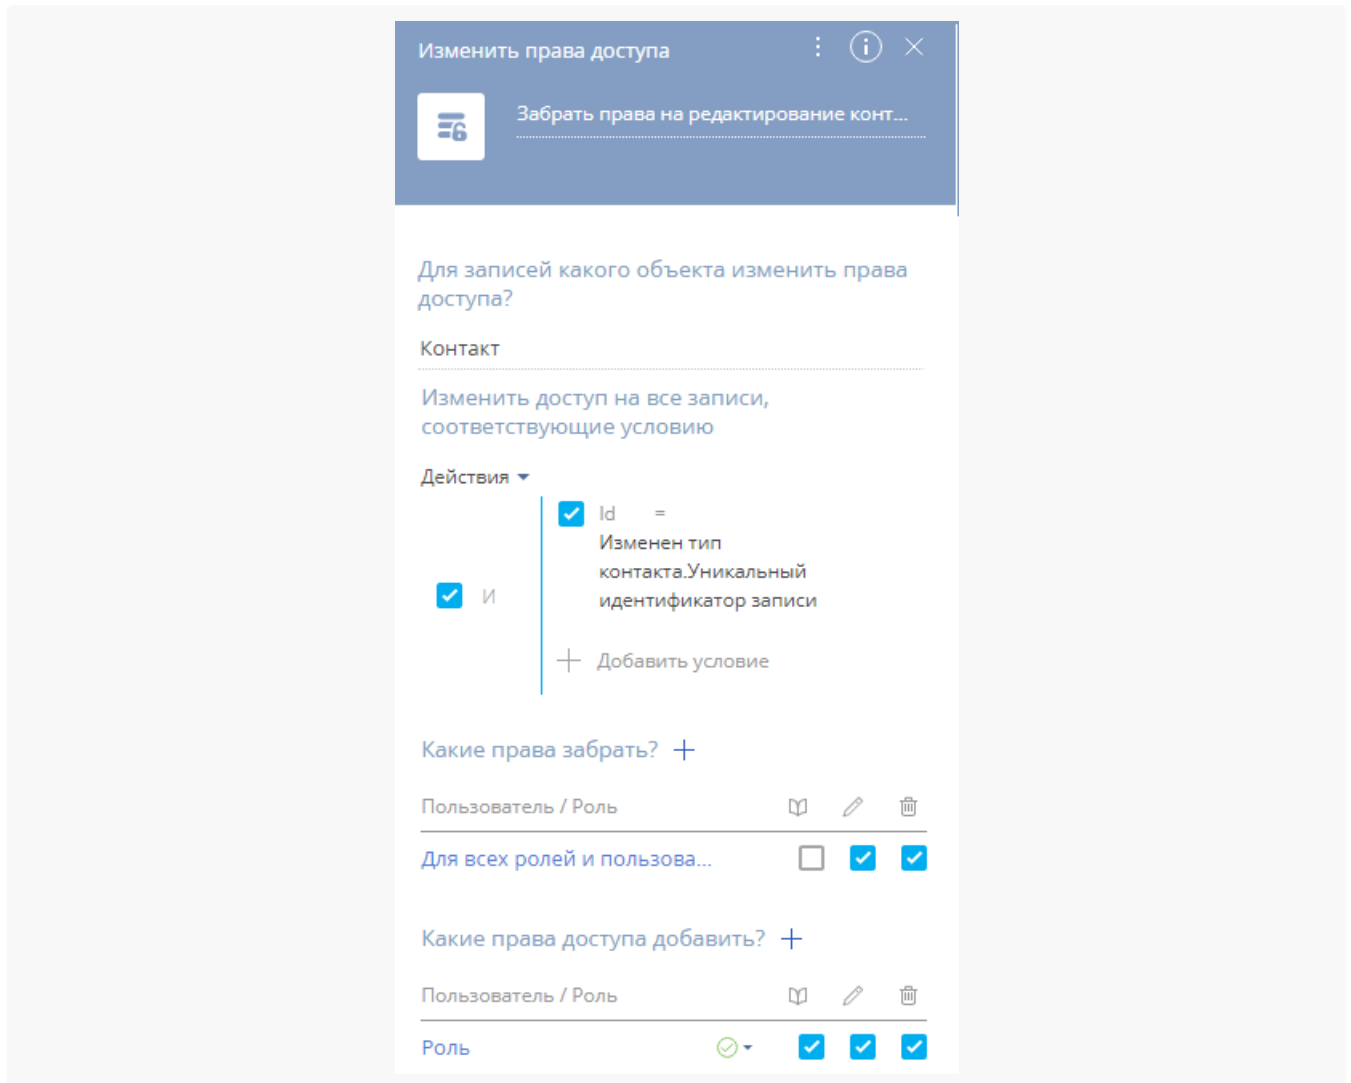 Изменить права доступа
Забрать права на редактирование конт...
Для записей какого объекта изменить права
доступа?
Контакт
Изменить доступ на все записи,
соответствующие условию
Действия
Id =
Изменен тип
контакта.Уникальный
идентификатор записи
И
Добавить условие
Какие права забрать?
Пользователь / Роль
Для всех ролей и пользова...
Какие права доступа добавить?
Пользователь / Роль
Роль